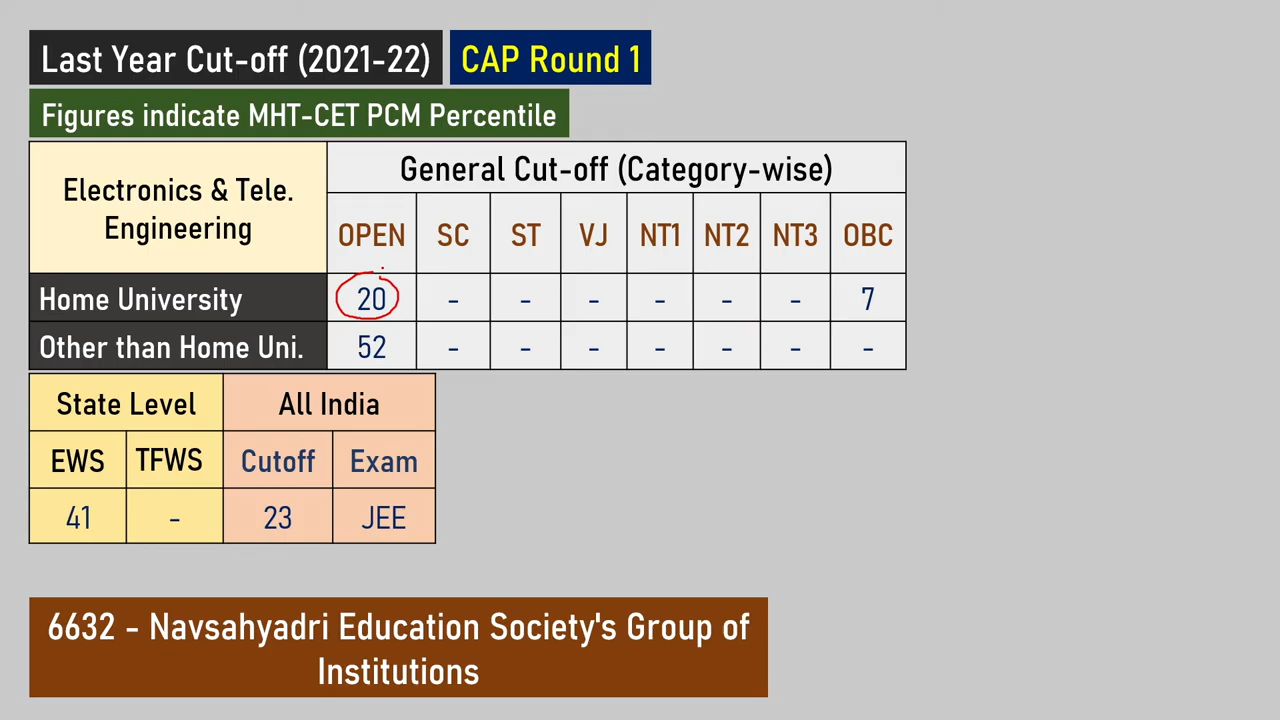 Last Year Cut-off (2021-22) CAP Round 1
Figures indicate MHT-CET PCM Percentile
Electronics & Tele. Engineering
General Cut-off (Category-wise)
OPEN SC ST VJ NT1 NT2 NT3 OBC
Home University 20 - - - - - - 7
Other than Home Uni. 52 - - - - - - -
State Level All India
EWS TFWS Cutoff Exam
41 - 23 JEE
6632 - Navsahyadri Education Society's Group of
Institutions